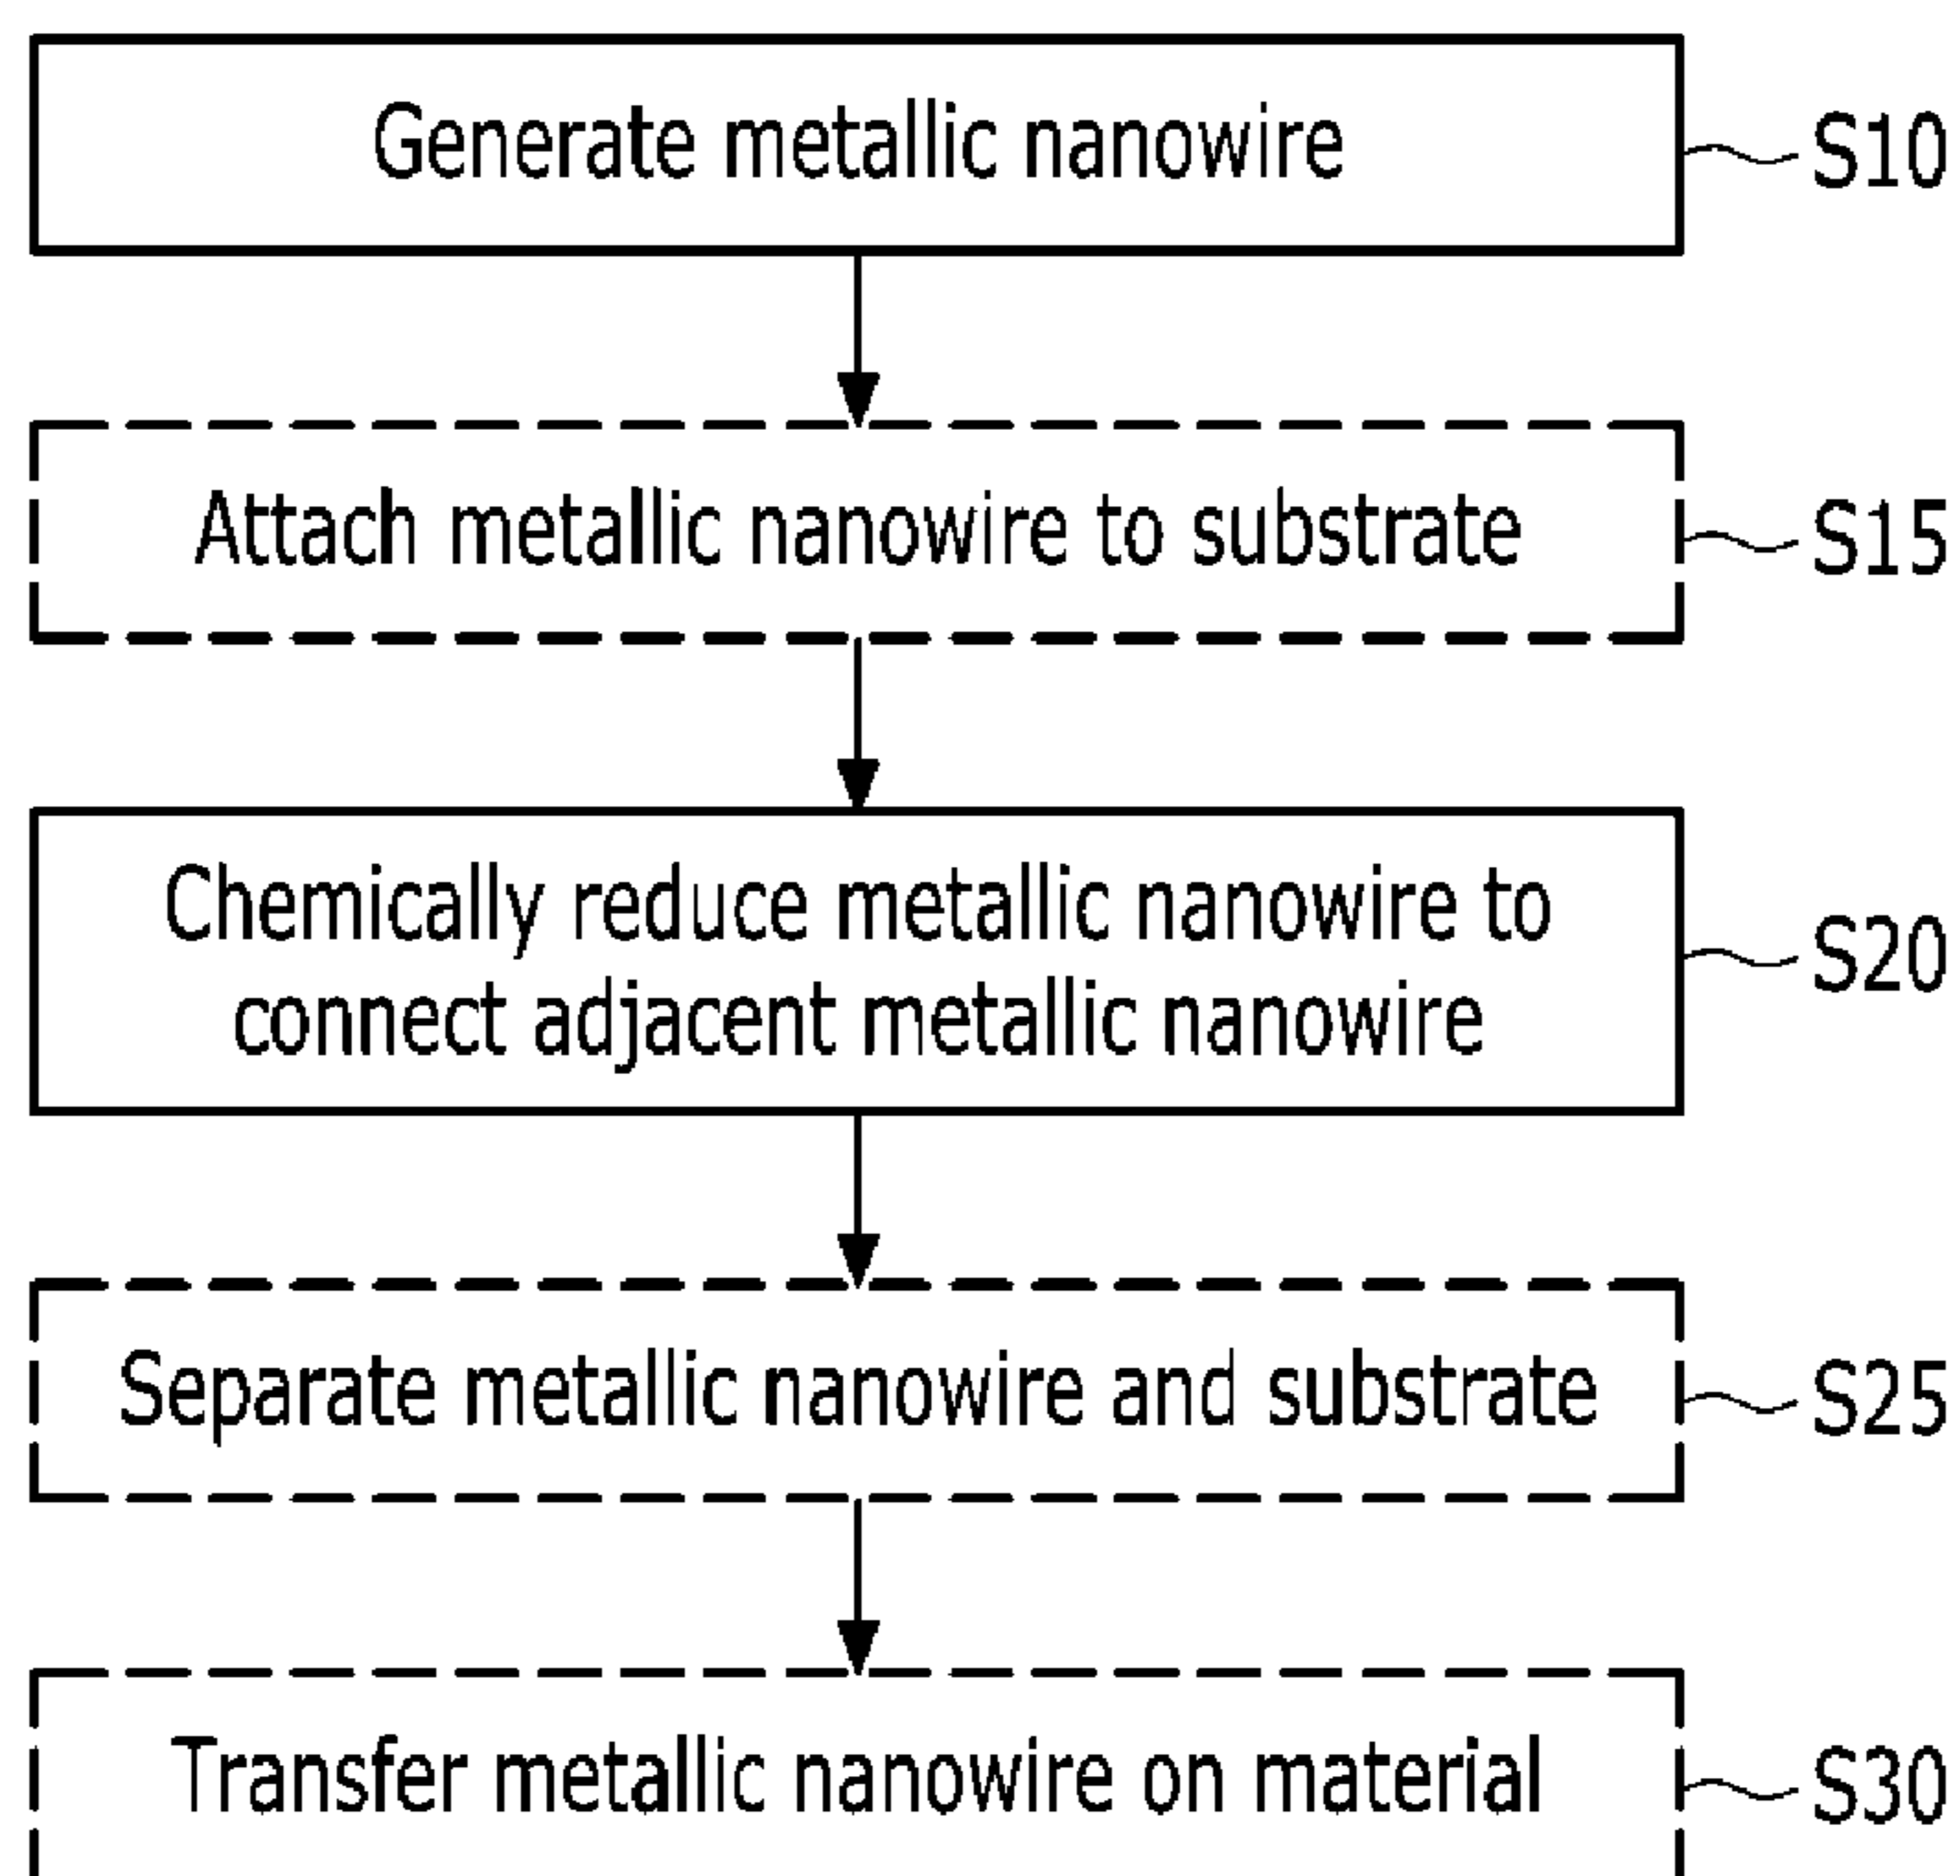 Generate metallic nanowire
S10
Attach metallic nanowire to substrate
S15
Chemically reduce metallic nanowire to
connect adjacent metallic nanowire
S20
Separate metallic nanowire and substrate
S25
Transfer metallic nanowire on material
S30